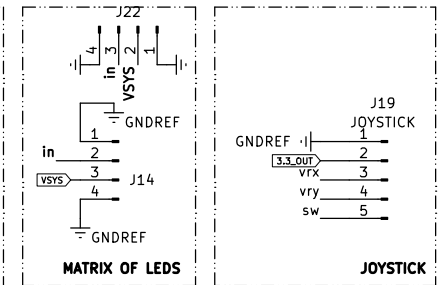 J22
4
3
2
1
in
VSYS
GNDREF
1
in
2
VSYS
3
J14
4
GNDREF
MATRIX OF LEDS
J19
JOYSTICK
GNDREF
1
3.3_OUT
2
vrx
3
vry
4
sw
5
JOYSTICK